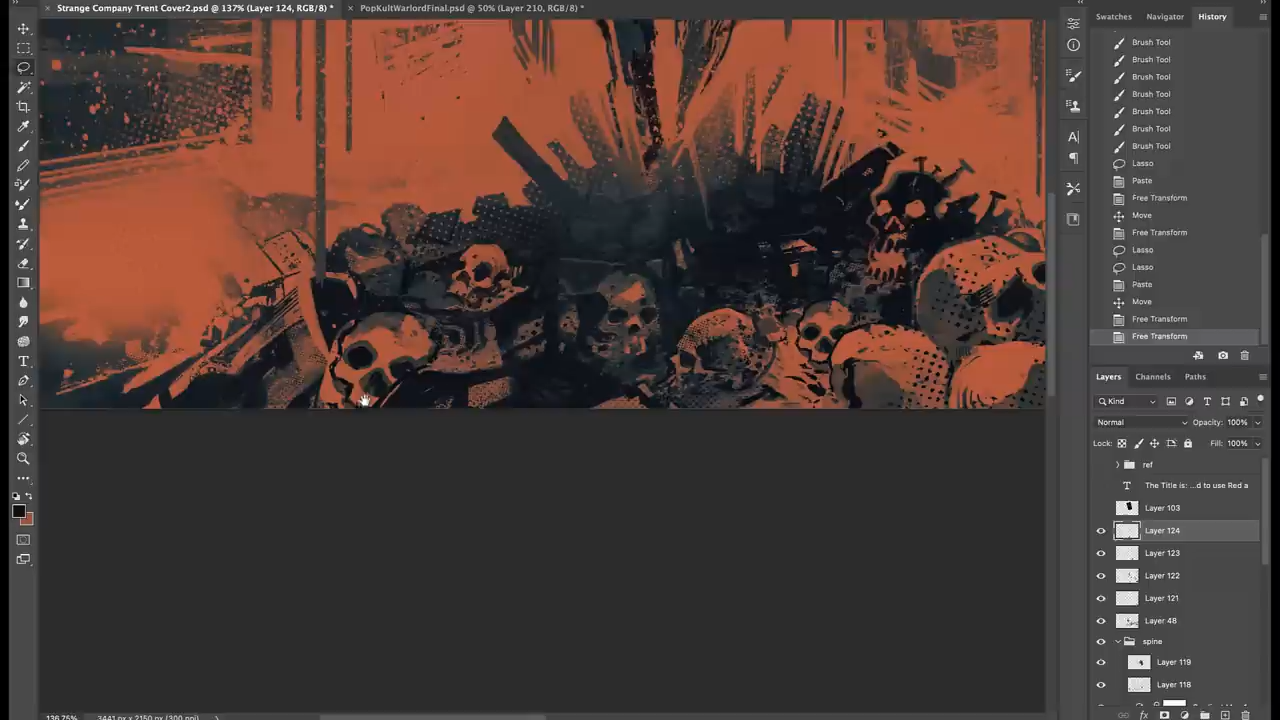 Strange Company Trent Cover2.psd @ 137% (Layer 124, RGB/8) *
PopKultWarlordFinal.psd @ 50% (Layer 210, RGB/8) *
Swatches
Navigator
History
Brush Tool
Brush Tool
Brush Tool
Brush Tool
Brush Tool
Brush Tool
Brush Tool
Lasso
Paste
Free Transform
Move
Free Transform
Lasso
Lasso
Paste
Move
Free Transform
Free Transform
Layers
Channels
Paths
Kind
Normal
Opacity: 100%
Lock:
Fill: 100%
ref
The Title is: ...d to use Red a
Layer 103
Layer 124
Layer 123
Layer 122
Layer 121
Layer 48
spine
Layer 119
Layer 118
136.75%
3441 px x 2150 px (300 ppi)